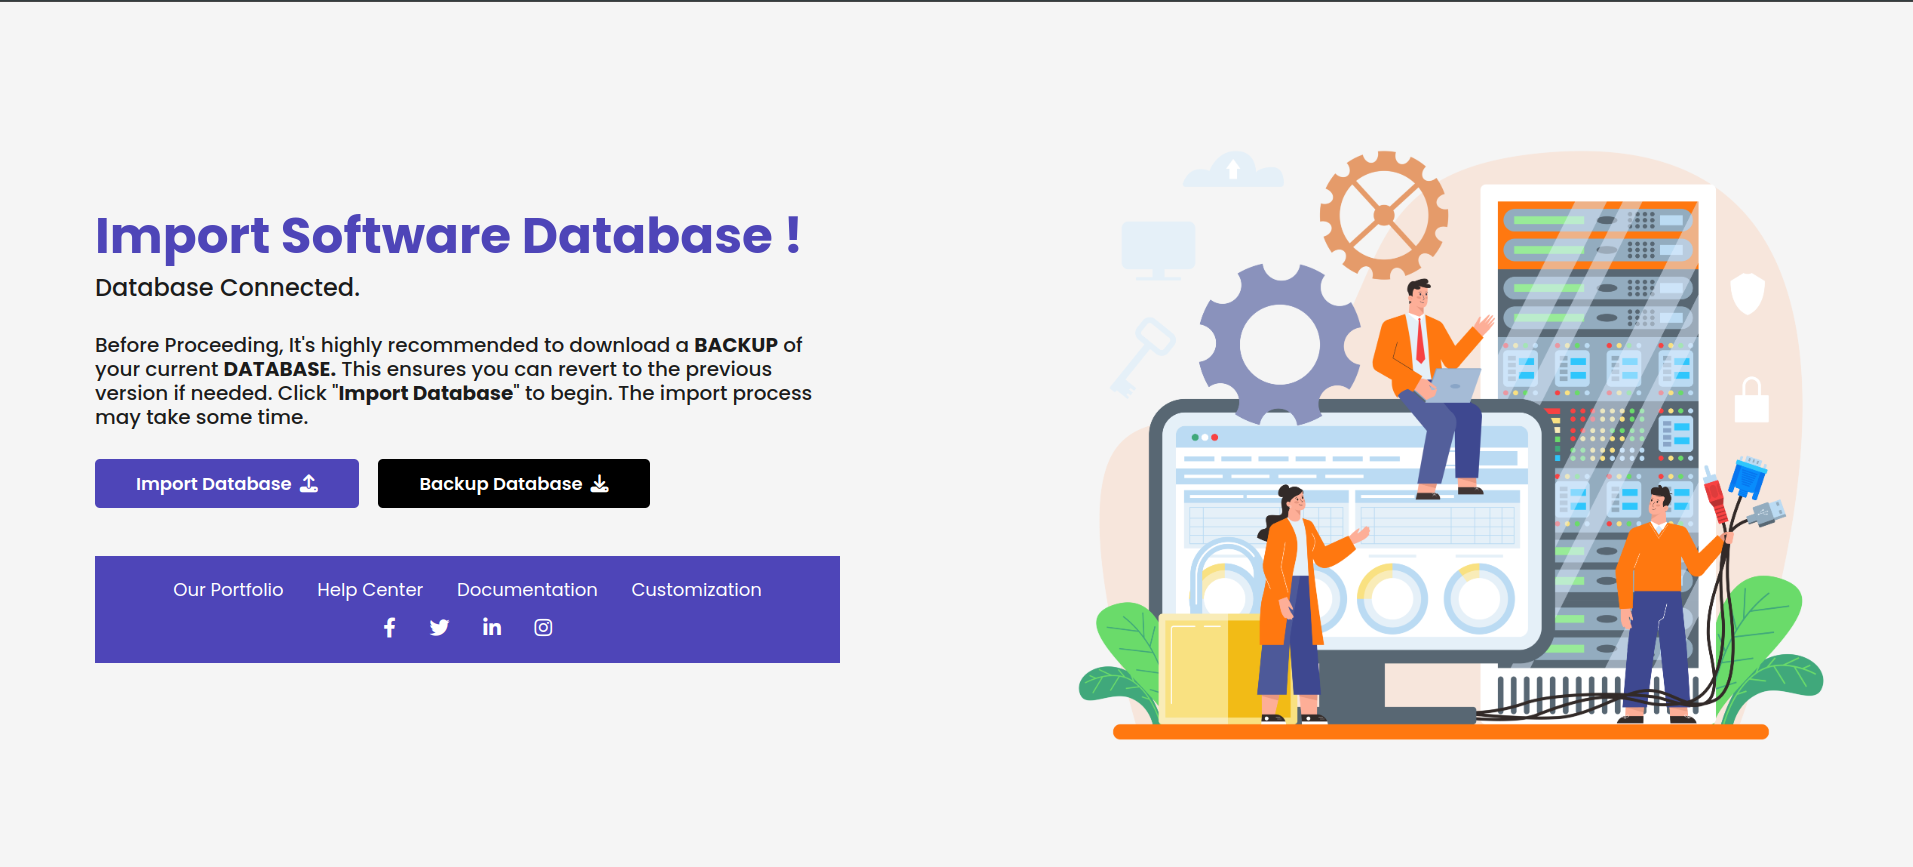 Import Software Database !
Database Connected.
Before Proceeding, It's highly recommended to download a BACKUP of
your current DATABASE. This ensures you can revert to the previous
version if needed. Click "Import Database" to begin. The import process
may take some time.
Import Database
Backup Database
Our Portfolio Help Center Documentation Customization